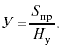 У = Sпр / Hу.